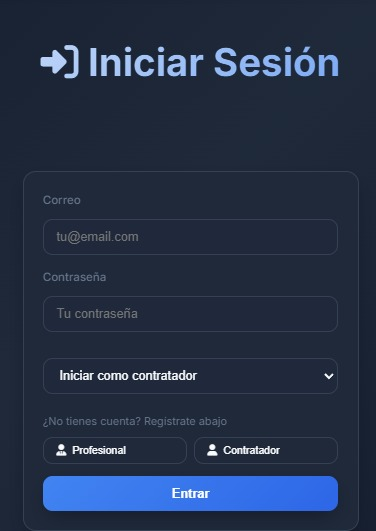 Iniciar Sesión
Correo
tu@email.com
Contraseña
Tu contraseña
Iniciar como contratador
¿No tienes cuenta? Registrate abajo
Profesional Contratador
Entrar